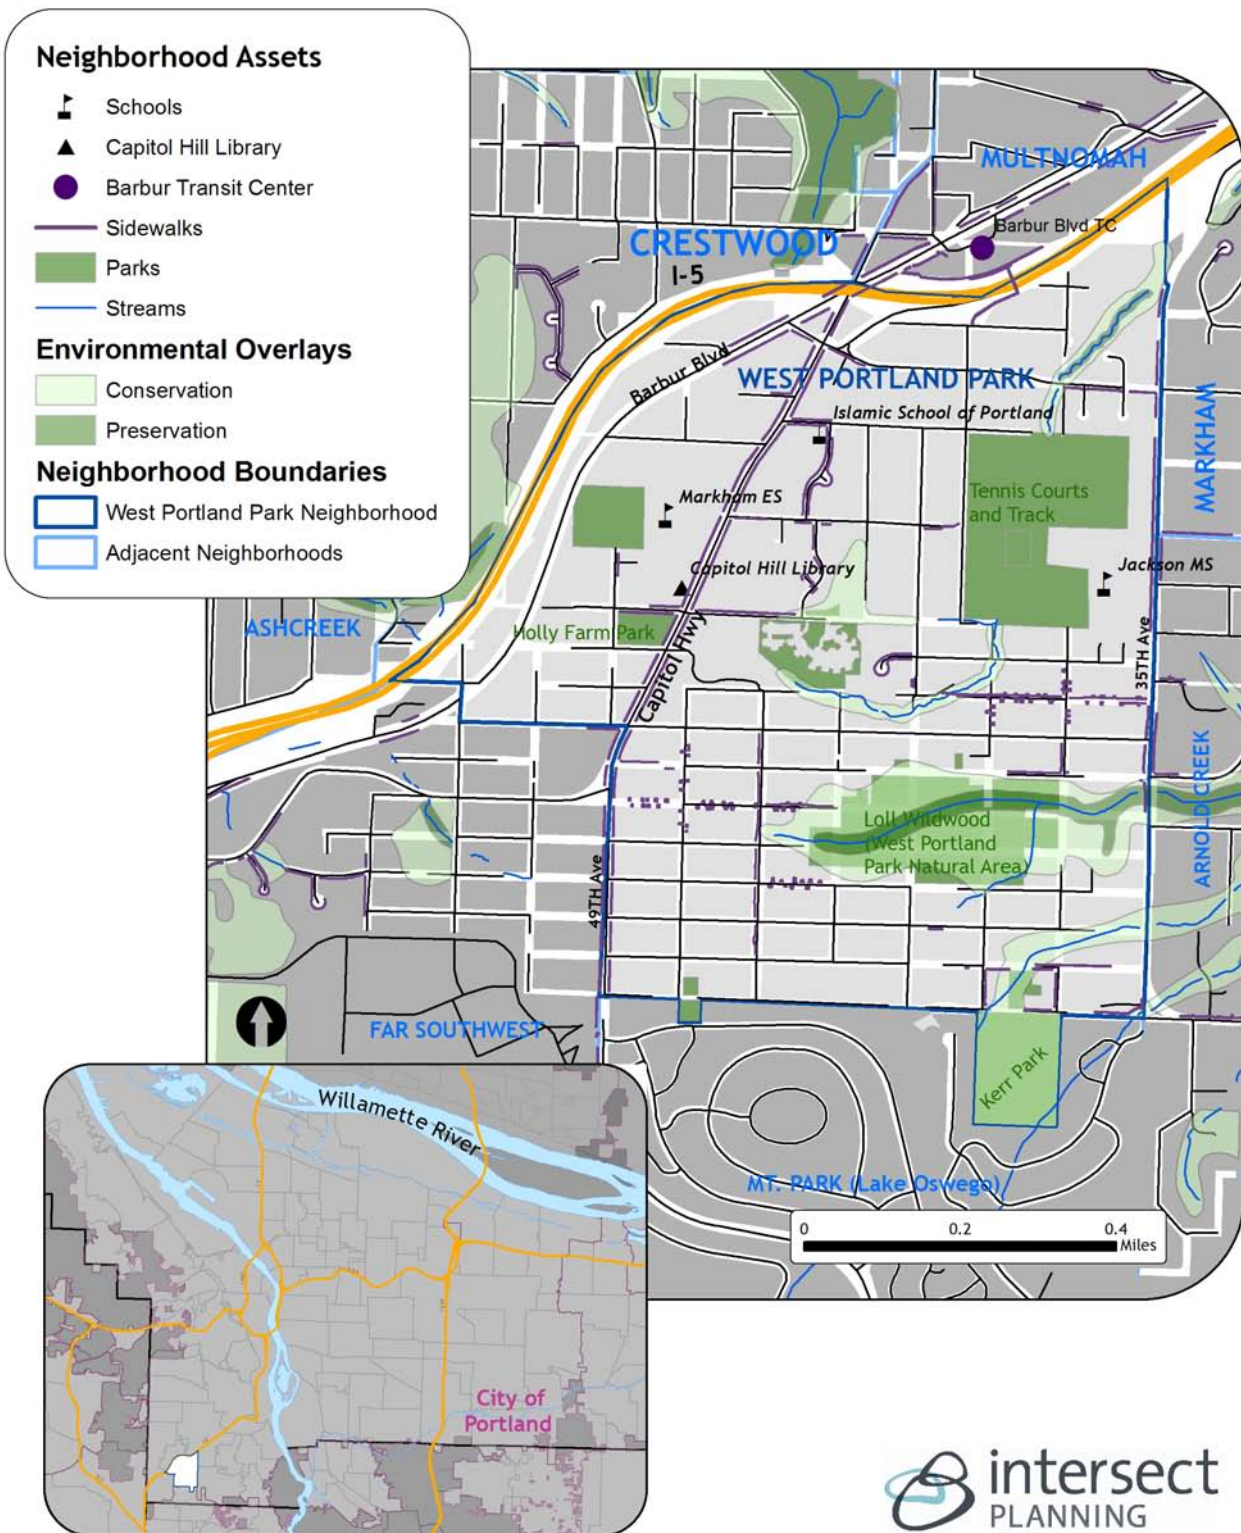 Neighborhood Assets
Schools
Capitol Hill Library
Barbur Transit Center
Sidewalks
Parks
Streams
Environmental Overlays
Conservation
Preservation
Neighborhood Boundaries
West Portland Park Neighborhood
Adjacent Neighborhoods
MULTNOMAH
Barbur Blvd TC
CRESTWOOD
I-5
Barbur Blvd
WEST PORTLAND PARK
Islamic School of Portland
MARKHAM
Tennis Courts
and Track
Markham ES
Capitol Hill Library
Jackson MS
ASHCREEK
Holly Farm Park
Capitol Hwy
35TH Ave
Loll Wildwood
(West Portland
Park Natural Area)
ARNOLD CREEK
49TH Ave
FAR SOUTHWEST
Kerr Park
MT. PARK (Lake Oswego)
0 0.2 0.4
Miles
Willamette River
City of
Portland
intersect
PLANNING